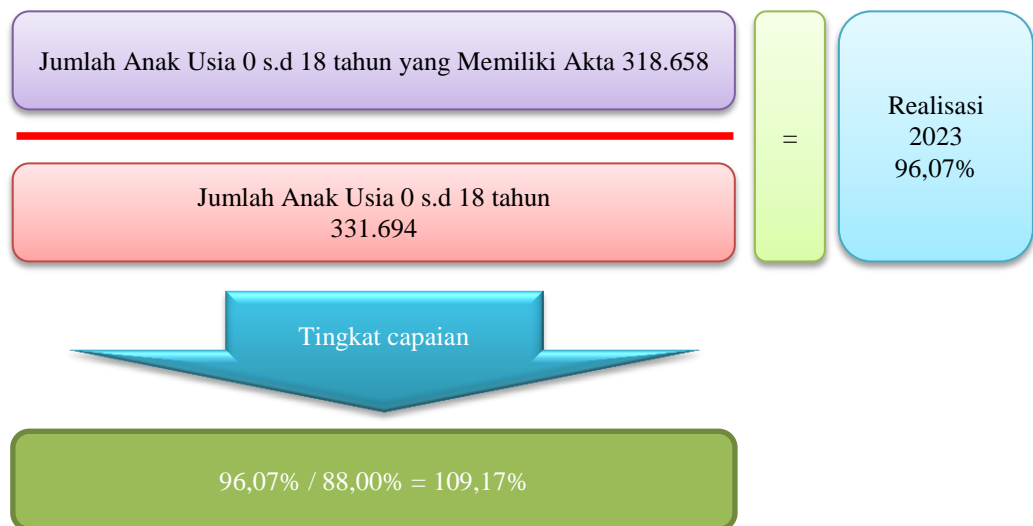 Jumlah Anak Usia 0 s.d 18 tahun yang Memiliki Akta 318.658
Jumlah Anak Usia 0 s.d 18 tahun
331.694
=
Realisasi
2023
96,07%
Tingkat capaian
96,07% / 88,00% = 109,17%